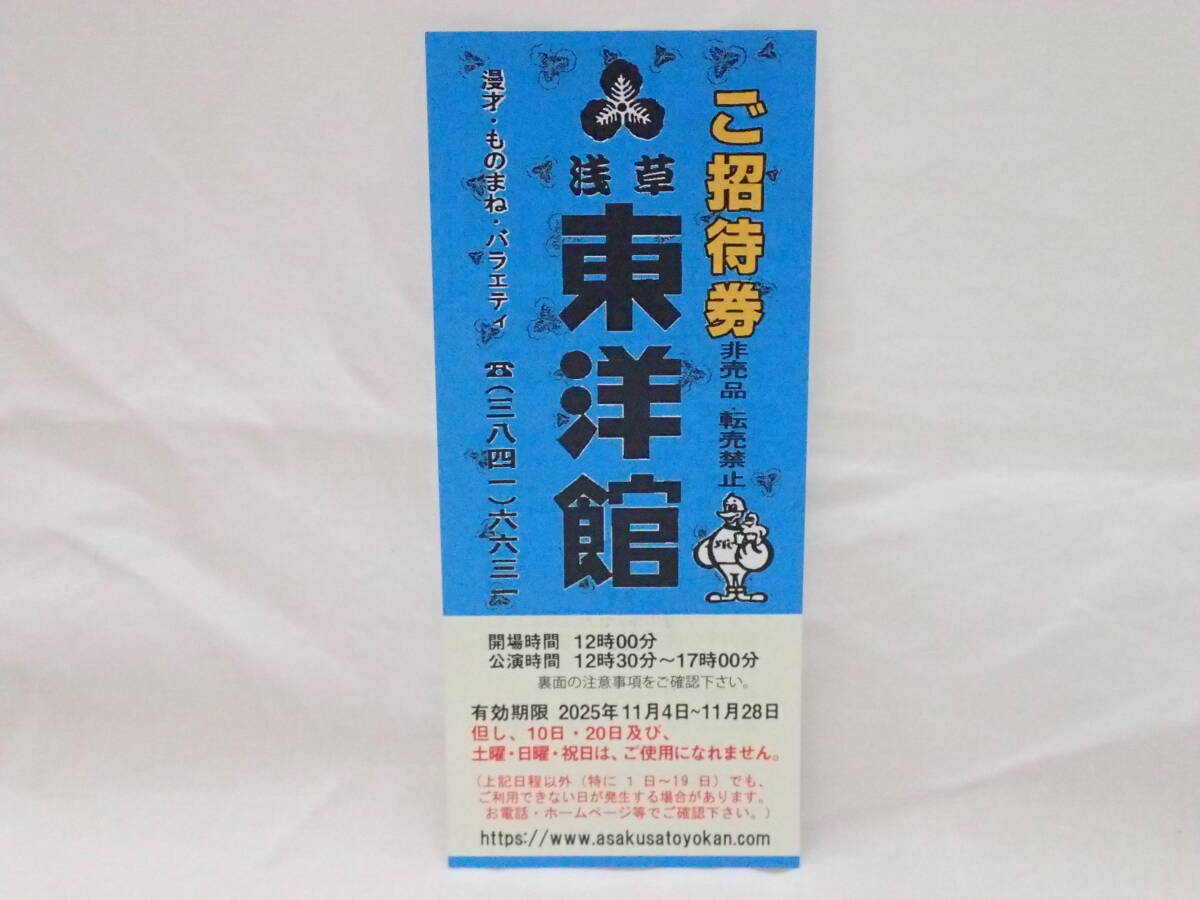 ご招待券
非売品・転売禁止
浅草
東洋館
漫才・ものまね・バラエティ
☎(三八四一)六六三一
開場時間 12時00分
公演時間 12時30分～17時00分
裏面の注意事項をご確認下さい。
有効期限 2025年11月4日~11月28日
但し、10日・20日及び、
土曜・日曜・祝日は、ご使用になれません。
(上記日程以外(特に 1 日～19 日)でも、
ご利用できない日が発生する場合があります。
お電話・ホームページ等でご確認下さい。)
https://www.asakusatoyokan.com